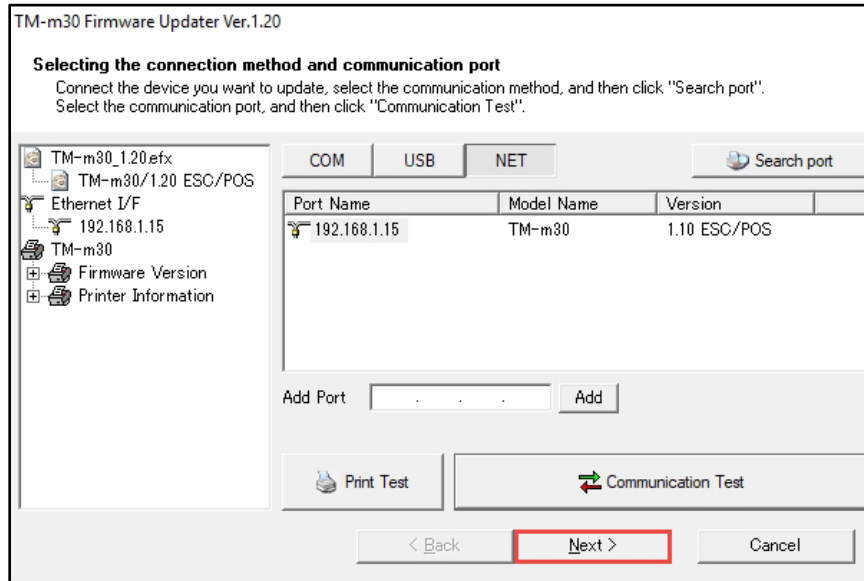 TM-m30 Firmware Updater Ver.1.20
Selecting the connection method and communication port
Connect the device you want to update, select the communication method, and then click "Search port".
Select the communication port, and then click "Communication Test".
TM-m30_1.20.efx
TM-m30/1.20 ESC/POS
Ethernet I/F
192.168.1.15
TM-m30
Firmware Version
Printer Information
COM USB NET Search port
Port Name Model Name Version
192.168.1.15 TM-m30 1.10 ESC/POS
Add Port . . . Add
Print Test Communication Test
< Back Next > Cancel